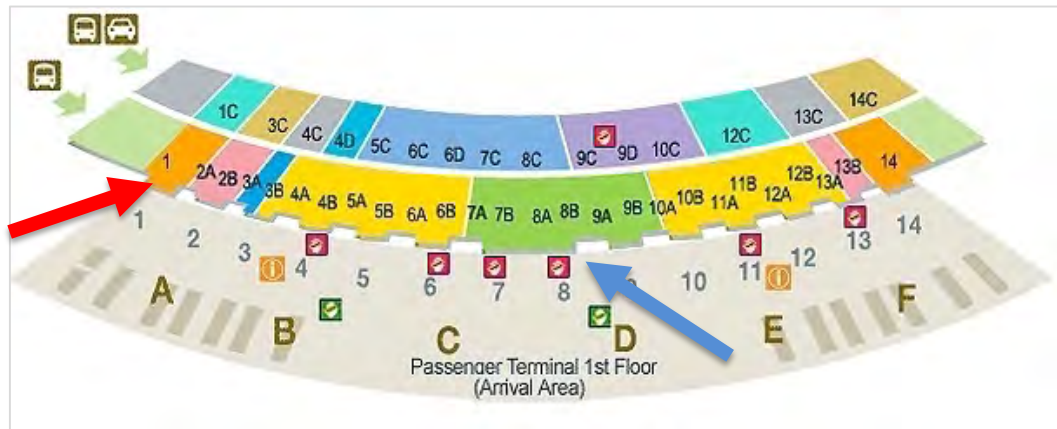 1C 3C 4C 4D 5C 6C 6D 7C 8C 9C 9D 10C 12C 13C 14C
1 2A 2B 3A 3B 4A 4B 5A 5B 6A 6B 7A 7B 8A 8B 9A 9B 10A 10B 11A 11B 12A 12B 13A 13B 14
1 2 3 4 5 6 7 8 10 11 12 13 14
A B C D E F
Passenger Terminal 1st Floor
(Arrival Area)